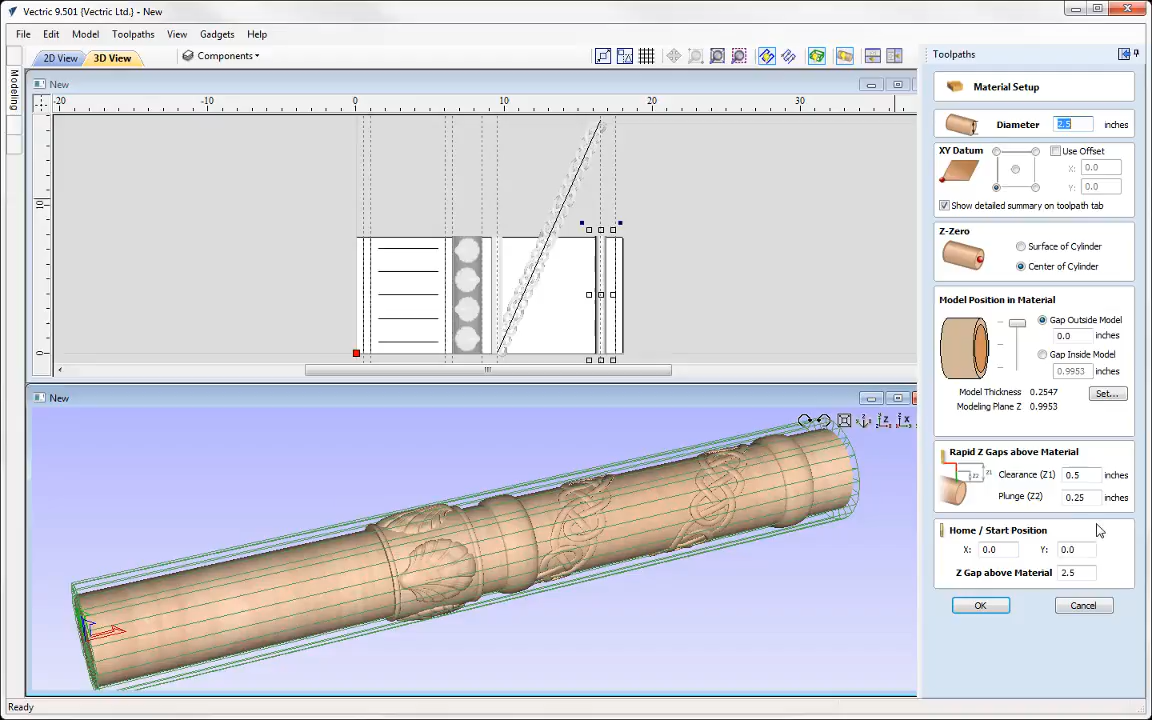 Vectric 9.501 {Vectric Ltd.} - New
File Edit Model Toolpaths View Gadgets Help
2D View 3D View Components
Modeling
New
-20 -10 0 10 20 30
10
0
New
Z1
Z2
Toolpaths
Material Setup
Diameter 2.5 inches
XY Datum Use Offset
X: 0.0
Y: 0.0
Show detailed summary on toolpath tab
Z-Zero
Surface of Cylinder
Center of Cylinder
Model Position in Material
Gap Outside Model
0.0 inches
Gap Inside Model
0.9953 inches
Model Thickness 0.2547 Set...
Modeling Plane Z 0.9953
Rapid Z Gaps above Material
Clearance (Z1) 0.5 inches
Plunge (Z2) 0.25 inches
Home / Start Position
X: 0.0 Y: 0.0
Z Gap above Material 2.5
OK Cancel
Ready